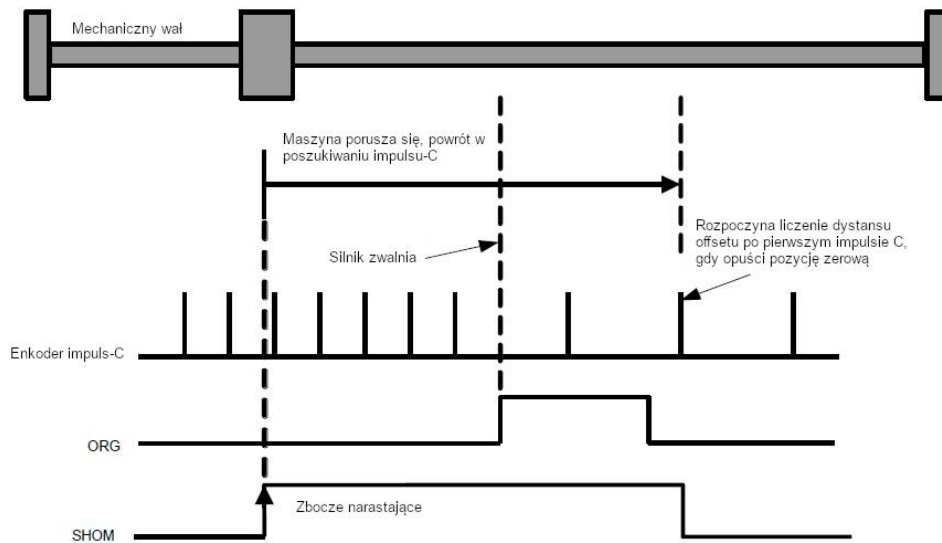 Mechaniczny wał
Maszyna porusza się, powrót w
poszukiwaniu impulsu-C
Rozpoczyna liczenie dystansu
offsetu po pierwszym impulsie C,
gdy opuści pozycję zerową
Silnik zwalnia
Enkoder impuls-C
ORG
Zbocze narastające
SHOM